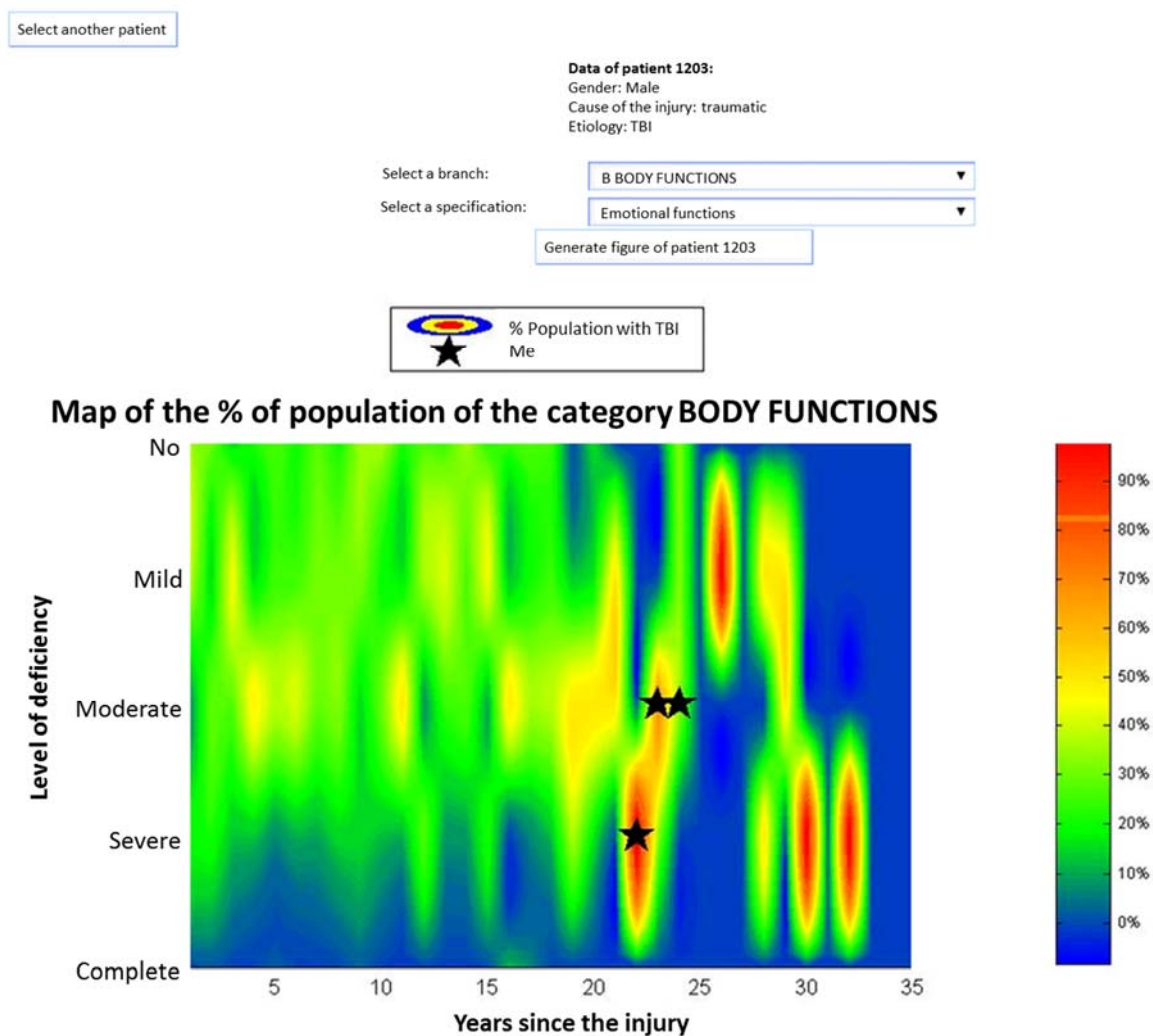 Select another patient
Data of patient 1203:
Gender: Male
Cause of the injury: traumatic
Etiology: TBI
Select a branch:
B BODY FUNCTIONS
Select a specification:
Emotional functions
Generate figure of patient 1203
% Population with TBI
Me
Map of the % of population of the category BODY FUNCTIONS
Level of deficiency
No
Mild
Moderate
Severe
Complete
5 10 15 20 25 30 35
Years since the injury
90%
80%
70%
60%
50%
40%
30%
20%
10%
0%